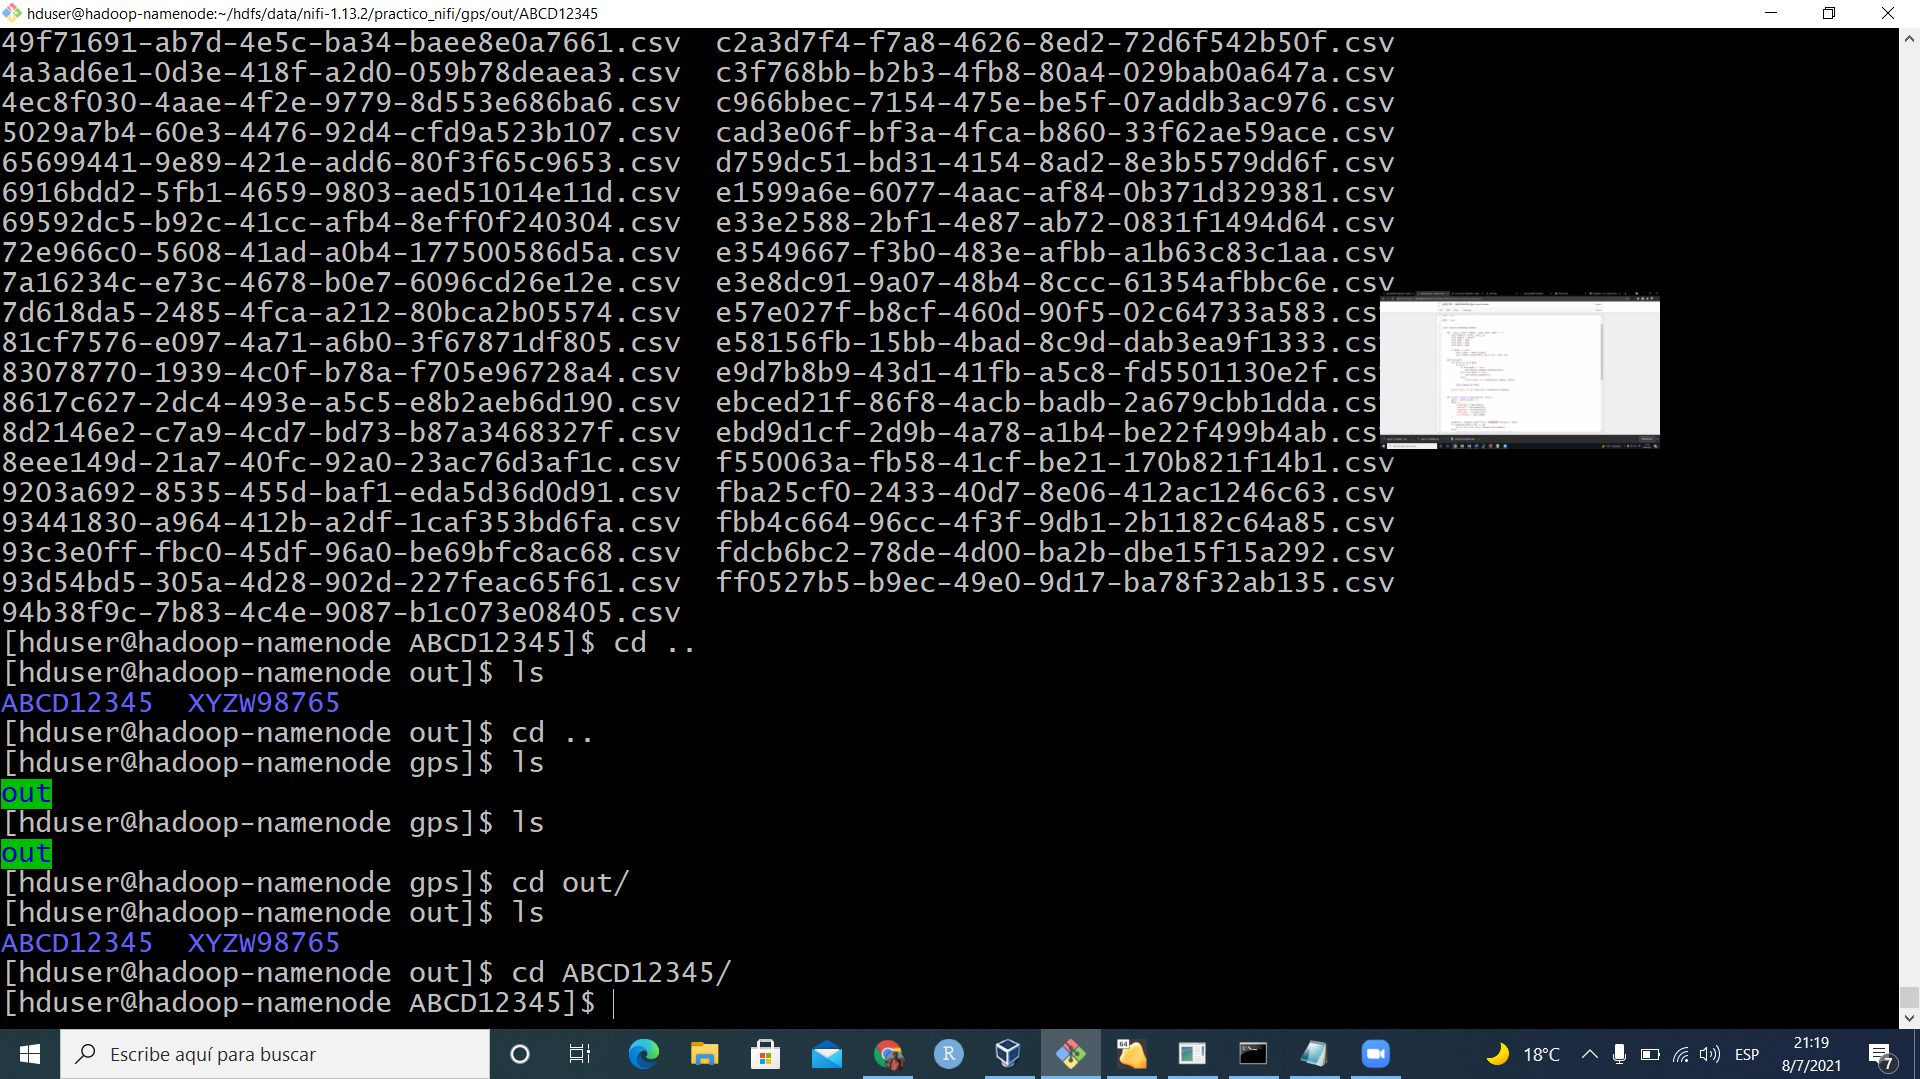 hduser@hadoop-namenode:~/hdfs/data/nifi-1.13.2/practico_nifi/gps/out/ABCD12345
49f71691-ab7d-4e5c-ba34-baee8e0a7661.csv  c2a3d7f4-f7a8-4626-8ed2-72d6f542b50f.csv
4a3ad6e1-0d3e-418f-a2d0-059b78deaea3.csv  c3f768bb-b2b3-4fb8-80a4-029bab0a647a.csv
4ec8f030-4aae-4f2e-9779-8d553e686ba6.csv  c966bbec-7154-475e-be5f-07addb3ac976.csv
5029a7b4-60e3-4476-92d4-cfd9a523b107.csv  cad3e06f-bf3a-4fca-b860-33f62ae59ace.csv
65699441-9e89-421e-add6-80f3f65c9653.csv  d759dc51-bd31-4154-8ad2-8e3b5579dd6f.csv
6916bdd2-5fb1-4659-9803-aed51014e11d.csv  e1599a6e-6077-4aac-af84-0b371d329381.csv
69592dc5-b92c-41cc-afb4-8eff0f240304.csv  e33e2588-2bf1-4e87-ab72-0831f1494d64.csv
72e966c0-5608-41ad-a0b4-177500586d5a.csv  e3549667-f3b0-483e-afbb-a1b63c83c1aa.csv
7a16234c-e73c-4678-b0e7-6096cd26e12e.csv  e3e8dc91-9a07-48b4-8ccc-61354afbbc6e.csv
7d618da5-2485-4fca-a212-80bca2b05574.csv  e57e027f-b8cf-460d-90f5-02c64733a583.cs
81cf7576-e097-4a71-a6b0-3f67871df805.csv  e58156fb-15bb-4bad-8c9d-dab3ea9f1333.cs
83078770-1939-4c0f-b78a-f705e96728a4.csv  e9d7b8b9-43d1-41fb-a5c8-fd5501130e2f.cs
8617c627-2dc4-493e-a5c5-e8b2aeb6d190.csv  ebced21f-86f8-4acb-badb-2a679cbb1dda.cs
8d2146e2-c7a9-4cd7-bd73-b87a3468327f.csv  ebd9d1cf-2d9b-4a78-a1b4-be22f499b4ab.cs
8eee149d-21a7-40fc-92a0-23ac76d3af1c.csv  f550063a-fb58-41cf-be21-170b821f14b1.csv
9203a692-8535-455d-baf1-eda5d36d0d91.csv  fba25cf0-2433-40d7-8e06-412ac1246c63.csv
93441830-a964-412b-a2df-1caf353bd6fa.csv  fbb4c664-96cc-4f3f-9db1-2b1182c64a85.csv
93c3e0ff-fbc0-45df-96a0-be69bfc8ac68.csv  fdcb6bc2-78de-4d00-ba2b-dbe15f15a292.csv
93d54bd5-305a-4d28-902d-227feac65f61.csv  ff0527b5-b9ec-49e0-9d17-ba78f32ab135.csv
94b38f9c-7b83-4c4e-9087-b1c073e08405.csv
[hduser@hadoop-namenode ABCD12345]$ cd ..
[hduser@hadoop-namenode out]$ ls
ABCD12345  XYZW98765
[hduser@hadoop-namenode out]$ cd ..
[hduser@hadoop-namenode gps]$ ls
out
[hduser@hadoop-namenode gps]$ ls
out
[hduser@hadoop-namenode gps]$ cd out/
[hduser@hadoop-namenode out]$ ls
ABCD12345  XYZW98765
[hduser@hadoop-namenode out]$ cd ABCD12345/
[hduser@hadoop-namenode ABCD12345]$
Escribe aquí para buscar
R
64
18°C
ESP
21:19
8/7/2021
7